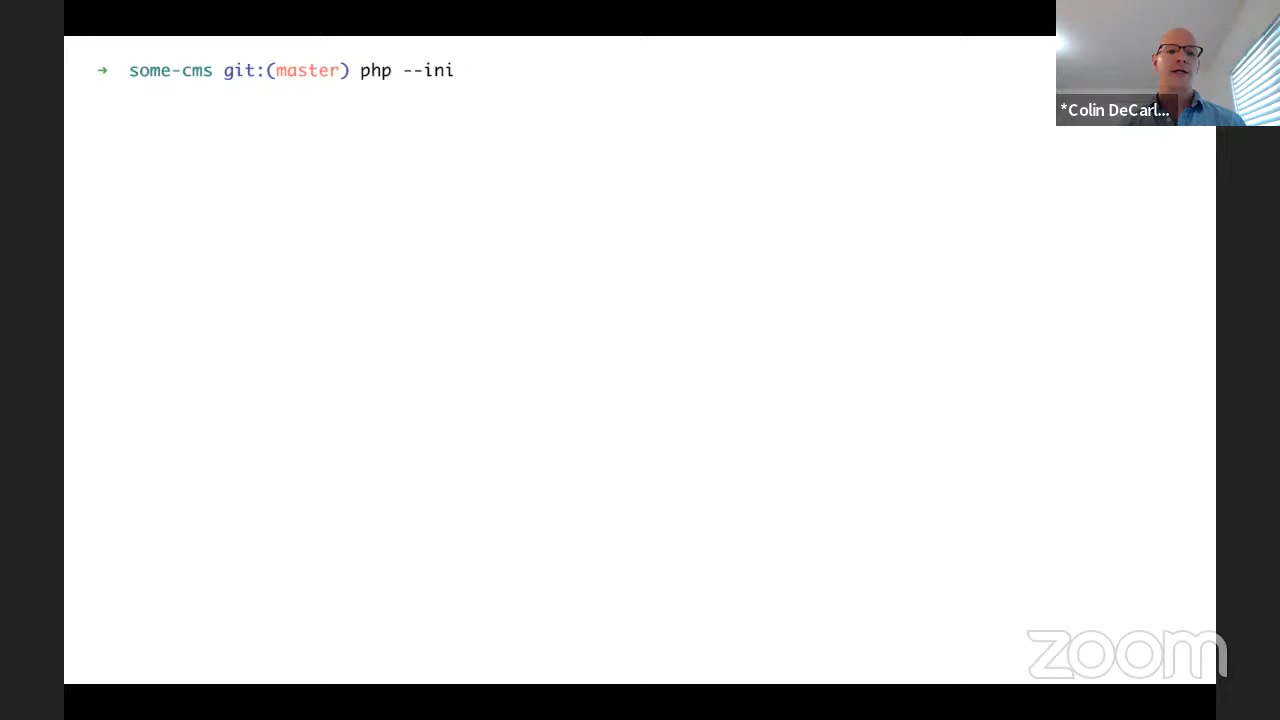 ➜ some-cms git:(master) php --ini
*Colin DeCarl...
zoom